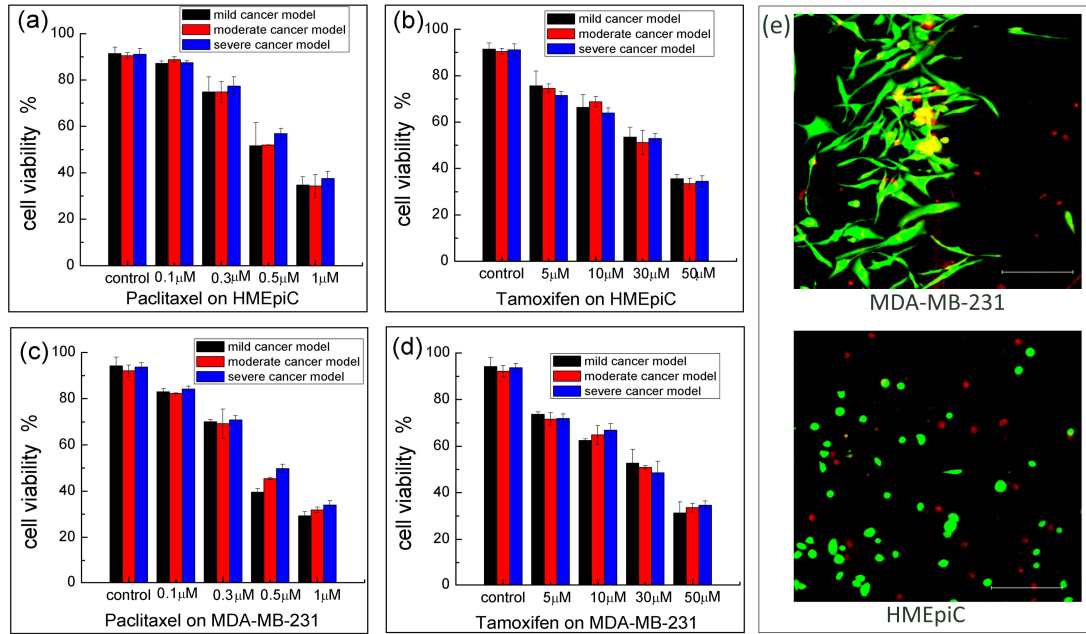 (a)
mild cancer model
moderate cancer model
severe cancer model
100
80
60
40
20
0
cell viability %
control 0.1μM 0.3μM 0.5μM 1μM
Paclitaxel on HMEpiC
(b)
mild cancer model
moderate cancer model
severe cancer model
100
80
60
40
20
0
cell viability %
control 5μM 10μM 30μM 50μM
Tamoxifen on HMEpiC
(c)
mild cancer model
moderate cancer model
severe cancer model
100
80
60
40
20
0
cell viability %
control 0.1μM 0.3μM 0.5μM 1μM
Paclitaxel on MDA-MB-231
(d)
mild cancer model
moderate cancer model
severe cancer model
100
80
60
40
20
0
cell viability %
control 5μM 10μM 30μM 50μM
Tamoxifen on MDA-MB-231
(e)
MDA-MB-231
HMEpiC